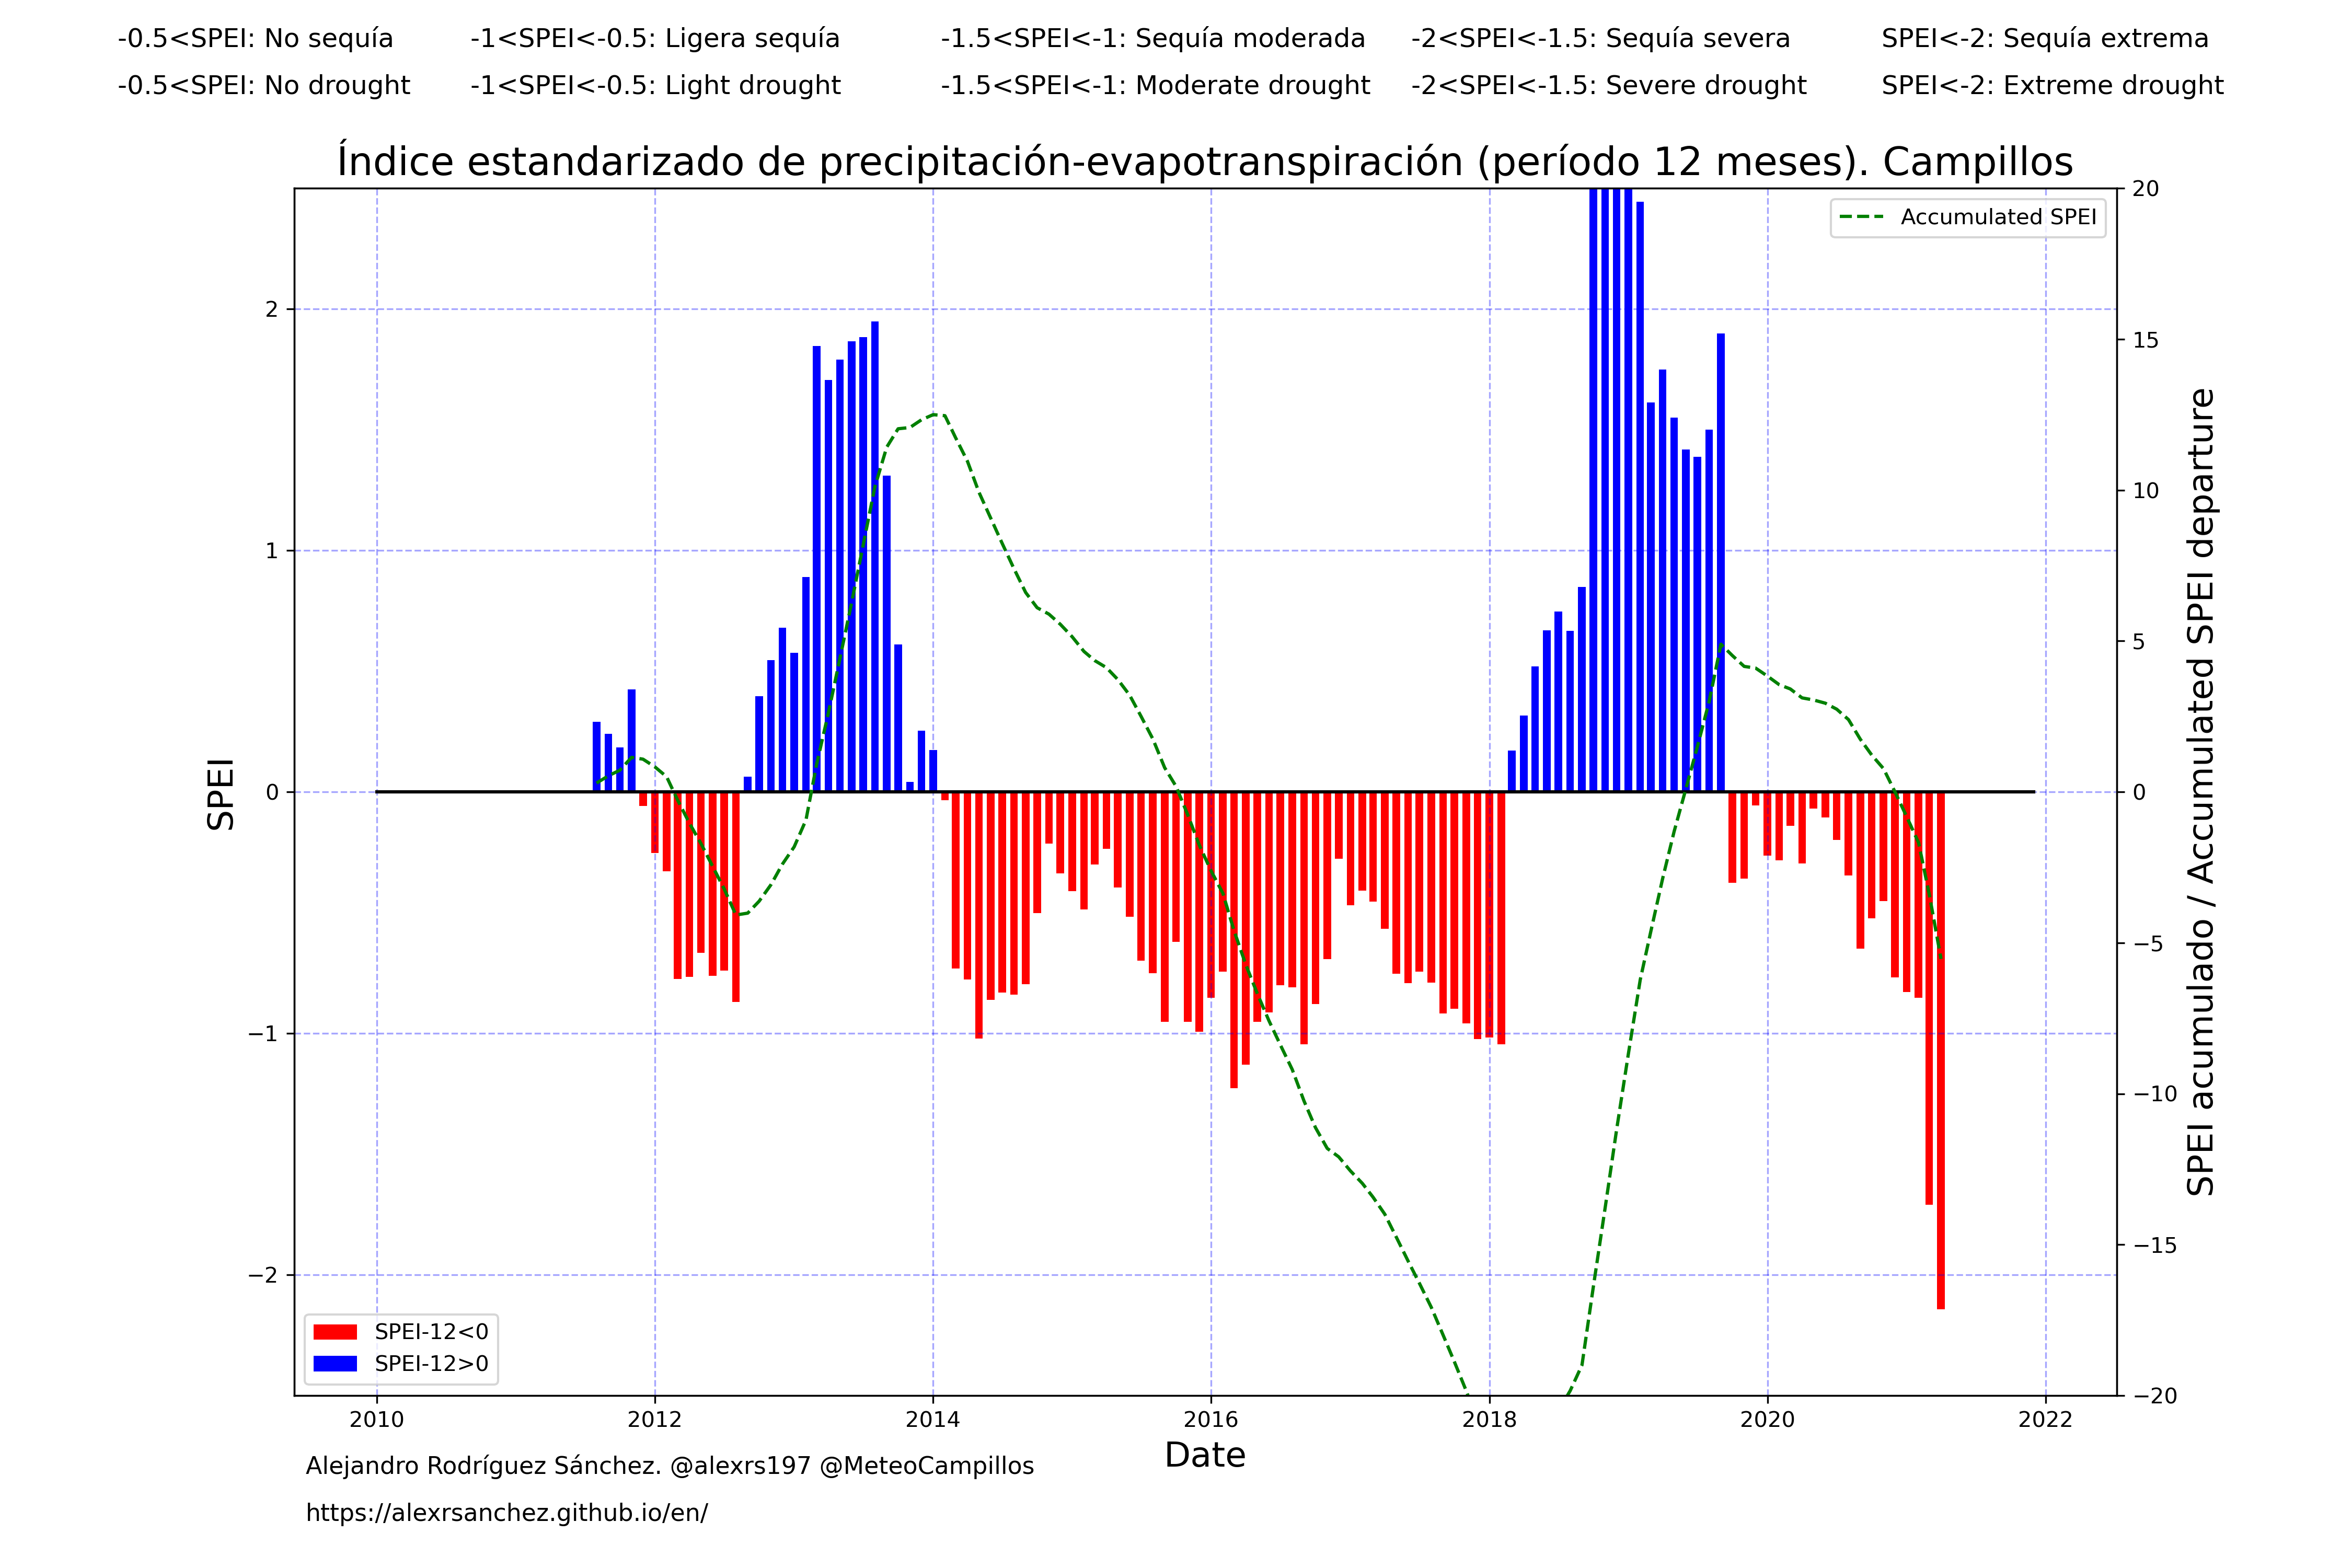 -0.5<SPEI: No sequía -1<SPEI<-0.5: Ligera sequía -1.5<SPEI<-1: Sequía moderada -2<SPEI<-1.5: Sequía severa SPEI<-2: Sequía extrema
-0.5<SPEI: No drought -1<SPEI<-0.5: Light drought -1.5<SPEI<-1: Moderate drought -2<SPEI<-1.5: Severe drought SPEI<-2: Extreme drought
Índice estandarizado de precipitación-evapotranspiración (período 12 meses). Campillos
Accumulated SPEI
SPEI
2
1
0
−1
−2
20
15
10
5
0
−5
−10
−15
−20
SPEI acumulado / Accumulated SPEI departure
SPEI-12<0
SPEI-12>0
2010 2012 2014 2016 2018 2020 2022
Date
Alejandro Rodríguez Sánchez. @alexrs197 @MeteoCampillos
https://alexrsanchez.github.io/en/